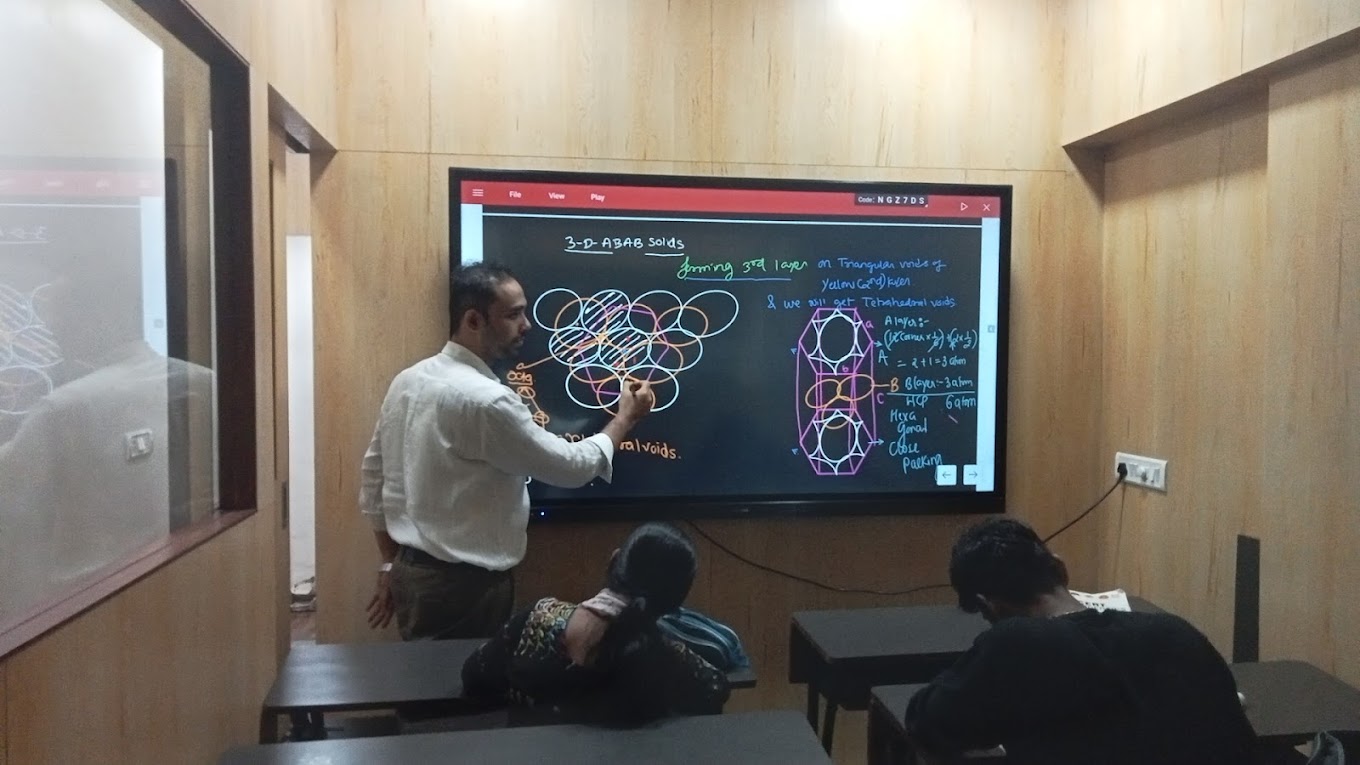 File View Play Code: NGZ7DS
3-D-ABAB Solids
forming 3rd layer on Triangular voids of
Yellow (2nd) layer
& we will get Tetrahedral voids
a
A layer :-
A
= 2 + 1 = 3 atom
b
B B layer :- 3 atom
C HCP 6 atom
Hexa
gonal
Close
packing
octa
voids.